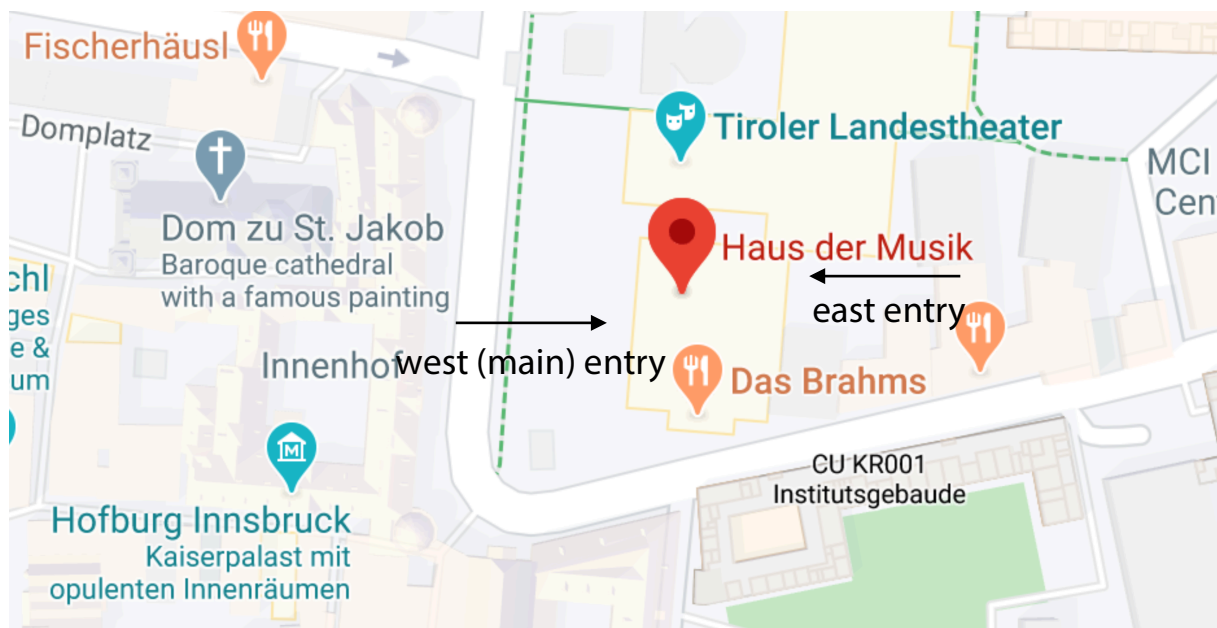 Fischerhäusl
Domplatz
Tiroler Landestheater
MCI
Cen
Dom zu St. Jakob
Baroque cathedral
with a famous painting
Haus der Musik
east entry
chl
ges
e &
um
Innenhof
west (main) entry
Das Brahms
CU KR001
Institutsgebaude
M
Hofburg Innsbruck
Kaiserpalast mit
opulenten Innenräumen